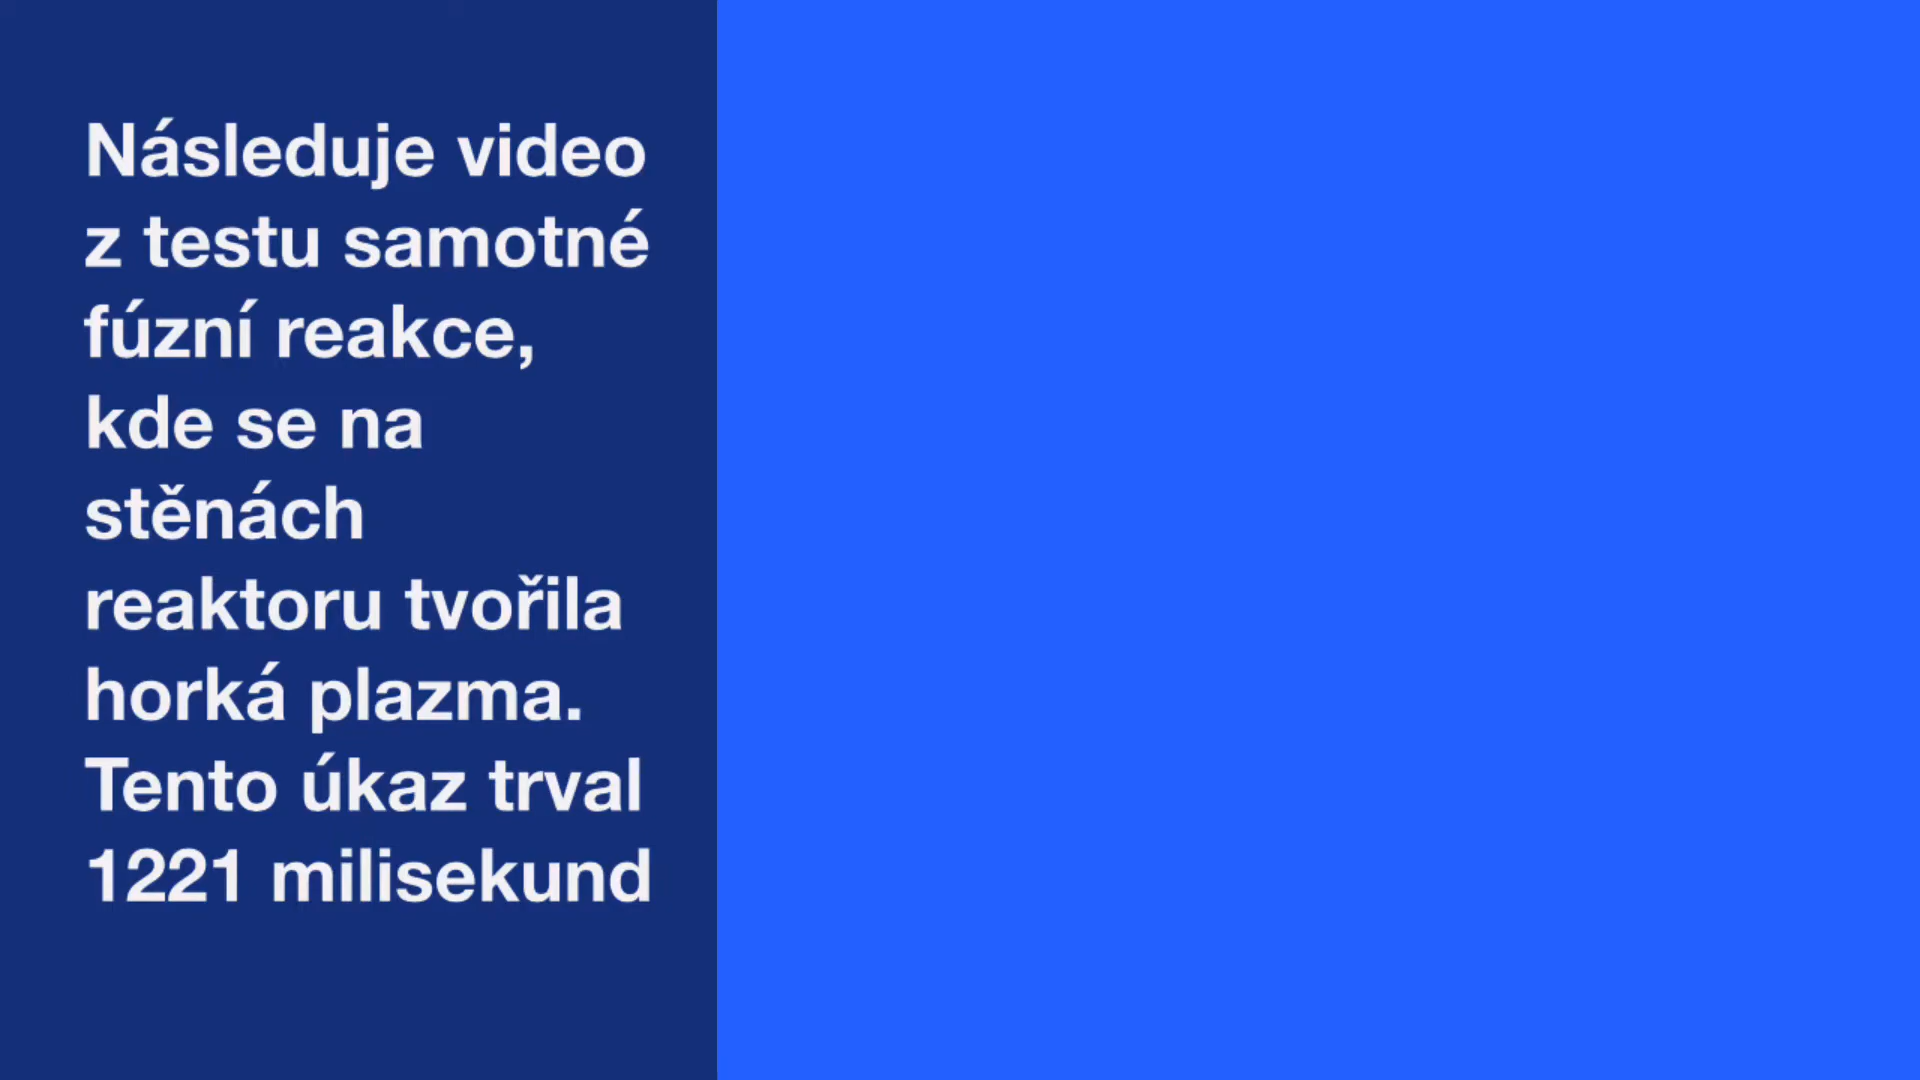 Následuje video
z testu samotné
fúzní reakce,
kde se na
stěnách
reaktoru tvořila
horká plazma.
Tento úkaz trval
1221 milisekund